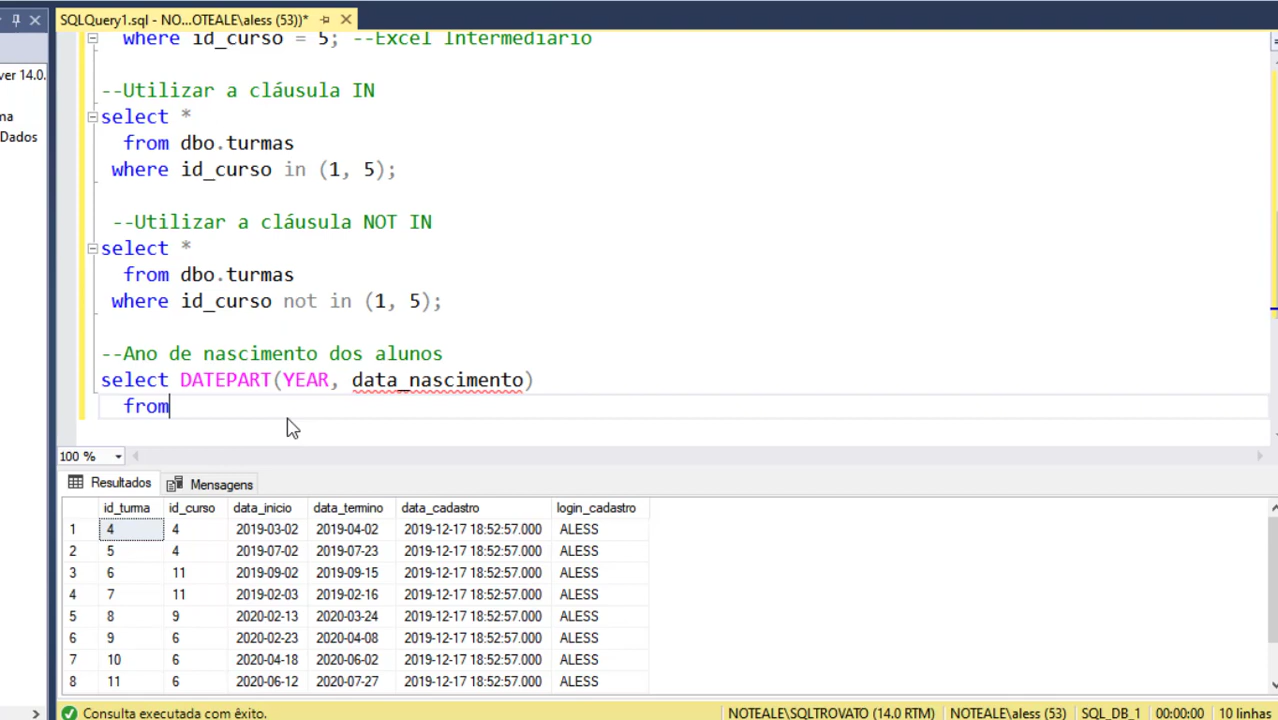 SQLQuery1.sql - NO...OTEALE\aless (53))*
ver 14.0.
ma
Dados
where id_curso = 5; --Excel Intermediário
--Utilizar a cláusula IN
select *
from dbo.turmas
where id_curso in (1, 5);
--Utilizar a cláusula NOT IN
select *
from dbo.turmas
where id_curso not in (1, 5);
--Ano de nascimento dos alunos
select DATEPART(YEAR, data_nascimento)
from
100 %
Resultados Mensagens
id_turma id_curso data_inicio data_termino data_cadastro login_cadastro
1 4 4 2019-03-02 2019-04-02 2019-12-17 18:52:57.000 ALESS
2 5 4 2019-07-02 2019-07-23 2019-12-17 18:52:57.000 ALESS
3 6 11 2019-09-02 2019-09-15 2019-12-17 18:52:57.000 ALESS
4 7 11 2019-02-03 2019-02-16 2019-12-17 18:52:57.000 ALESS
5 8 9 2020-02-13 2020-03-24 2019-12-17 18:52:57.000 ALESS
6 9 6 2020-02-23 2020-04-08 2019-12-17 18:52:57.000 ALESS
7 10 6 2020-04-18 2020-06-02 2019-12-17 18:52:57.000 ALESS
8 11 6 2020-06-12 2020-07-27 2019-12-17 18:52:57.000 ALESS
Consulta executada com êxito. NOTEALE\SQLTROVATO (14.0 RTM) NOTEALE\aless (53) SQL_DB_1 00:00:00 10 linhas